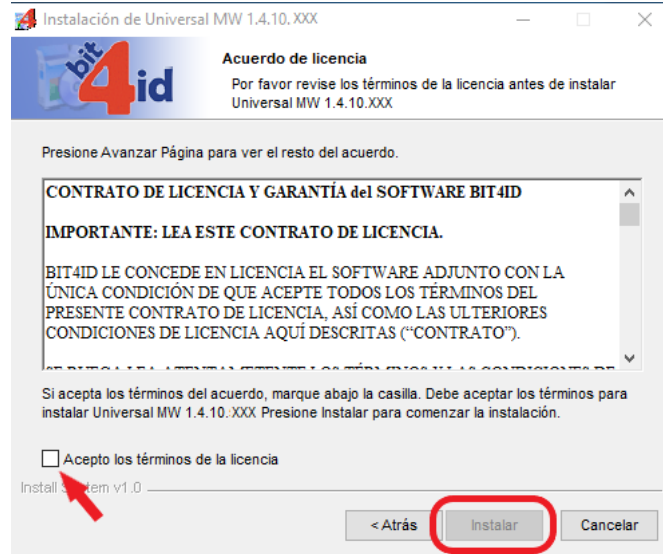 Instalación de Universal MW 1.4.10.XXX
bit
4id
Acuerdo de licencia
Por favor revise los términos de la licencia antes de instalar
Universal MW 1.4.10.XXX
Presione Avanzar Página para ver el resto del acuerdo.
CONTRATO DE LICENCIA Y GARANTÍA del SOFTWARE BIT4ID
IMPORTANTE: LEA ESTE CONTRATO DE LICENCIA.
BIT4ID LE CONCEDE EN LICENCIA EL SOFTWARE ADJUNTO CON LA
ÚNICA CONDICIÓN DE QUE ACEPTE TODOS LOS TÉRMINOS DEL
PRESENTE CONTRATO DE LICENCIA, ASÍ COMO LAS ULTERIORES
CONDICIONES DE LICENCIA AQUÍ DESCRITAS (“CONTRATO”).
Si acepta los términos del acuerdo, marque abajo la casilla. Debe aceptar los términos para
instalar Universal MW 1.4.10.XXX Presione Instalar para comenzar la instalación.
Acepto los términos de la licencia
Install v1.0
< Atrás
Instalar
Cancelar